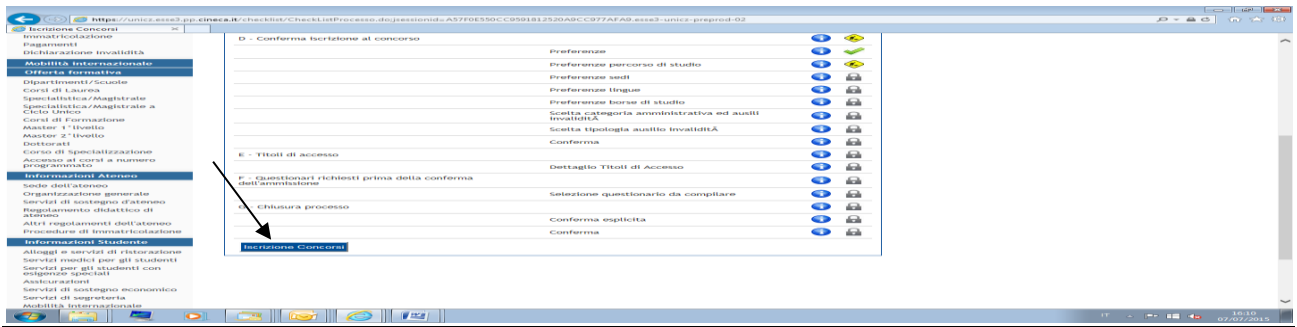 https://unicz.esse3.pp.cineca.it/checklist/CheckListProcesso.do;jsessionid=A57F0E550CC9591812520A9CC977AFA9.esse3-unicz-preprod-02
Iscrizione Concorsi
Immatricolazione
Pagamenti
Dichiarazione Invalidità
Mobilità Internazionale
Offerta formativa
Dipartimenti/Scuole
Corsi di Laurea
Specialistica/Magistrale
Specialistica/Magistrale a
Ciclo Unico
Corsi di Formazione
Master 1°livello
Master 2°livello
Dottorati
Corso di Specializzazione
Accesso ai corsi a numero
programmato
Informazioni Ateneo
Sede dell'ateneo
Organizzazione generale
Servizi di sostegno d'ateneo
Regolamento didattico di
ateneo
Altri regolamenti dell'ateneo
Procedure di Immatricolazione
Informazioni Studente
Alloggi e servizi di ristorazione
Servizi medici per gli studenti
Servizi per gli studenti con
esigenze speciali
Assicurazioni
Servizi di sostegno economico
Servizi di segreteria
Mobilità Internazionale
D - Conferma iscrizione al concorso
Preferenze
Preferenze percorso di studio
Preferenze sedi
Preferenze lingue
Preferenze borse di studio
Scelta categoria amministrativa ed ausili
invaliditÃ
Scelta tipologia ausilio invaliditÃ
Conferma
E - Titoli di accesso
Dettaglio Titoli di Accesso
F - Questionari richiesti prima della conferma
dell'ammissione
Selezione questionario da compilare
G - Chiusura processo
Conferma esplicita
Conferma
Iscrizione Concorsi
IT
16:10
07/07/2015